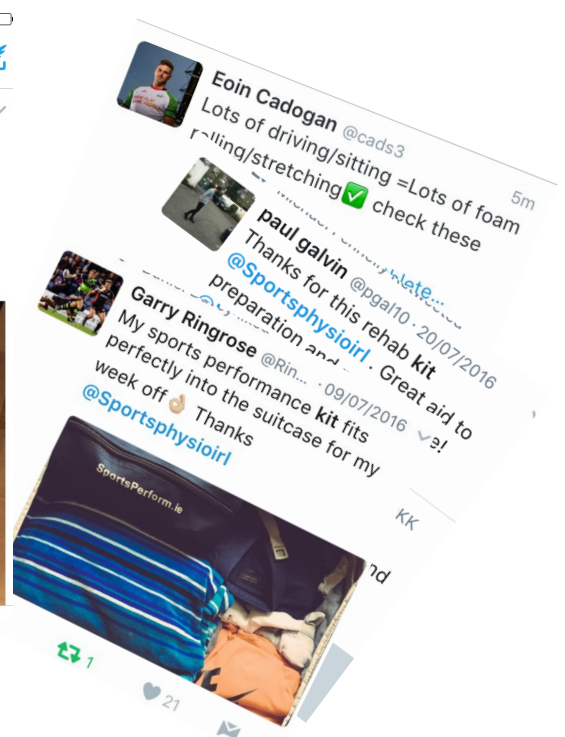 Eoin Cadogan @cads3 5m
Lots of driving/sitting =Lots of foam
rolling/stretching✅ check these
paul galvin @pgal10 · 20/07/2016
Thanks for this rehab kit
@Sportsphysioirl . Great aid to
preparation and
Garry Ringrose @Rin... · 09/07/2016
My sports performance kit fits
perfectly into the suitcase for my
week off 👌🏼 Thanks
@Sportsphysioirl
SportsPerform.ie
KK
nd
1
21